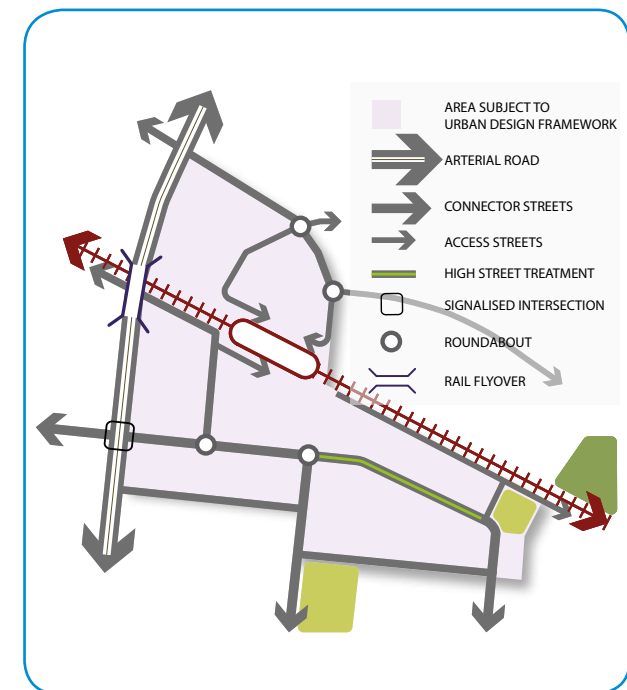 AREA SUBJECT TO
URBAN DESIGN FRAMEWORK
ARTERIAL ROAD
CONNECTOR STREETS
ACCESS STREETS
HIGH STREET TREATMENT
SIGNALISED INTERSECTION
ROUNDABOUT
RAIL FLYOVER